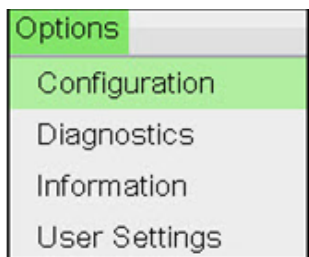 Options
Configuration
Diagnostics
Information
User Settings